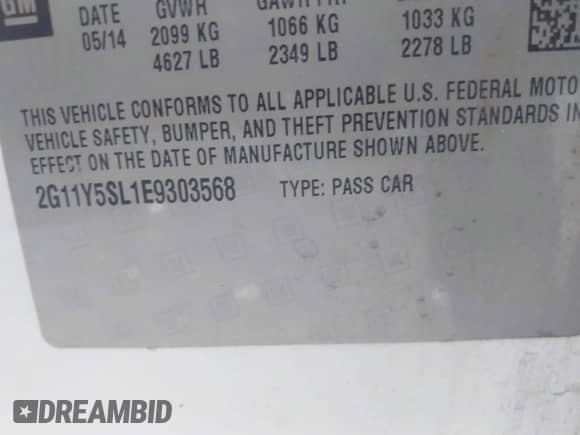 GM
DATE GVWR
05/14 2099 KG 1066 KG 1033 KG
4627 LB 2349 LB 2278 LB
THIS VEHICLE CONFORMS TO ALL APPLICABLE U.S. FEDERAL MOTO
VEHICLE SAFETY, BUMPER, AND THEFT PREVENTION STANDARDS IN
EFFECT ON THE DATE OF MANUFACTURE SHOWN ABOVE.
2G11Y5SL1E9303568 TYPE: PASS CAR
DREAMBID